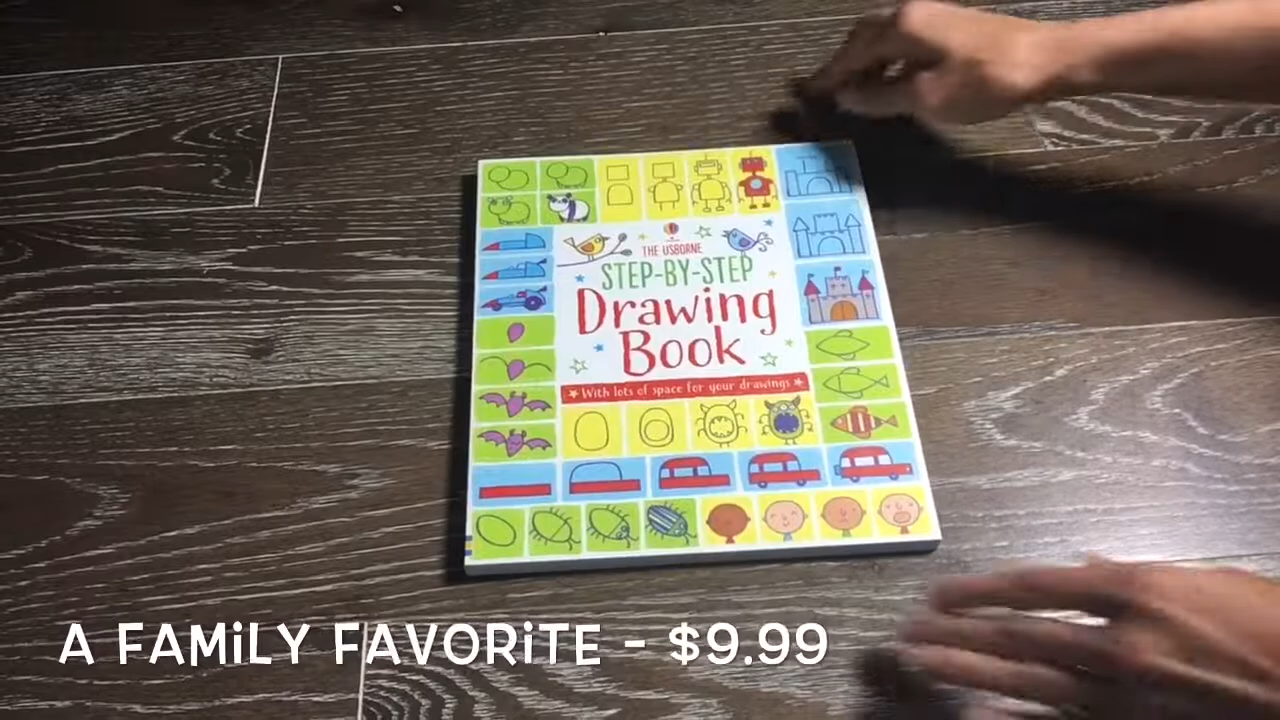 THE USBORNE
STEP-BY-STEP
Drawing
Book
With lots of space for your drawings
A FAMiLY FAVORiTE - $9.99